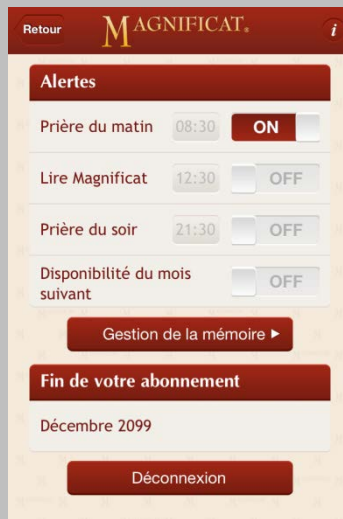 Retour
MAGNIFICAT®
i
Alertes
Prière du matin 08:30 ON
Lire Magnificat 12:30 OFF
Prière du soir 21:30 OFF
Disponibilité du mois
suivant OFF
Gestion de la mémoire ►
Fin de votre abonnement
Décembre 2099
Déconnexion